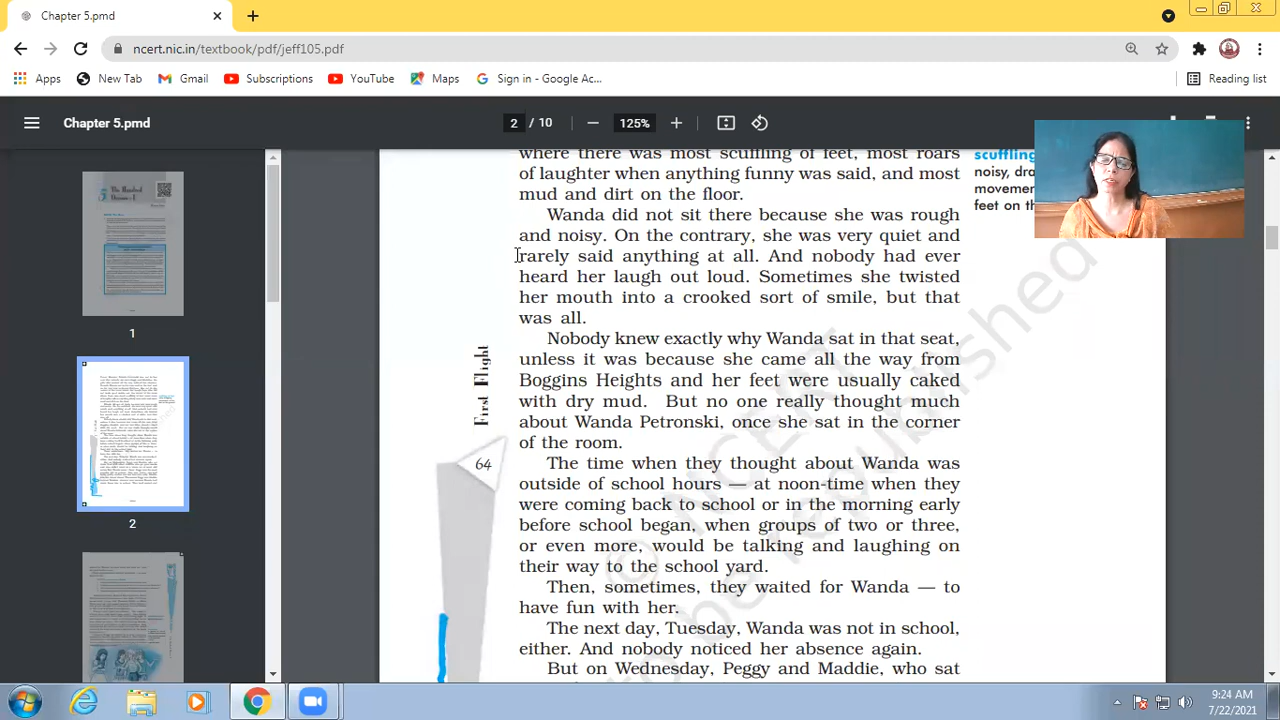 Chapter 5.pmd
ncert.nic.in/textbook/pdf/jeff105.pdf
Apps New Tab Gmail Subscriptions YouTube Maps Sign in - Google Ac... Reading list
Chapter 5.pmd 2 / 10 125%
1
2
where there was most scuffling of feet, most roars
of laughter when anything funny was said, and most
mud and dirt on the floor.
Wanda did not sit there because she was rough
and noisy. On the contrary, she was very quiet and
rarely said anything at all. And nobody had ever
heard her laugh out loud. Sometimes she twisted
her mouth into a crooked sort of smile, but that
was all.
Nobody knew exactly why Wanda sat in that seat,
unless it was because she came all the way from
Boggins Heights and her feet were usually caked
with dry mud. But no one really thought much
about Wanda Petronski, once she sat in the corner
of the room.
The time when they thought about Wanda was
outside of school hours — at noon-time when they
were coming back to school or in the morning early
before school began, when groups of two or three,
or even more, would be talking and laughing on
their way to the school yard.
Then, sometimes, they waited for Wanda — to
have fun with her.
The next day, Tuesday, Wanda was not in school,
either. And nobody noticed her absence again.
But on Wednesday, Peggy and Maddie, who sat
scuffling
noisy, dra
movemen
feet on th
First Flight
64
© NCERT
republished
9:24 AM
7/22/2021